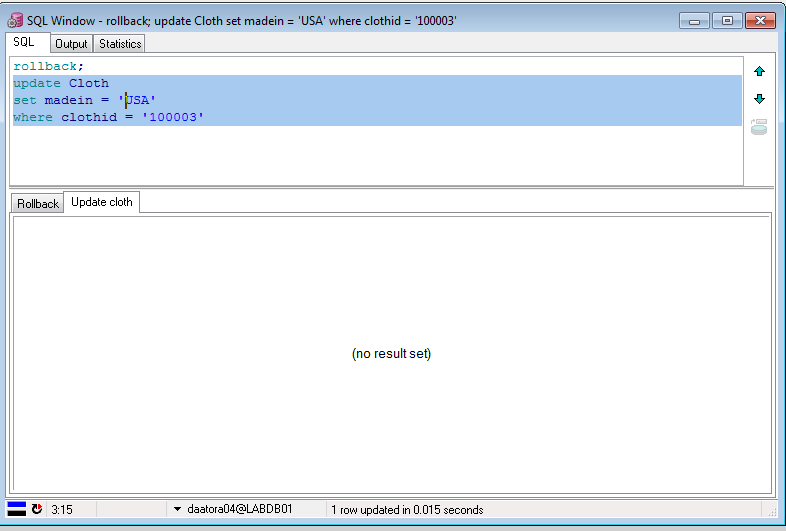 SQL Window - rollback; update Cloth set madein = 'USA' where clothid = '100003'
SQL Output Statistics
rollback;
update Cloth
set madein = 'USA'
where clothid = '100003'
Rollback Update cloth
(no result set)
3:15 daatora04@LABDB01 1 row updated in 0.015 seconds